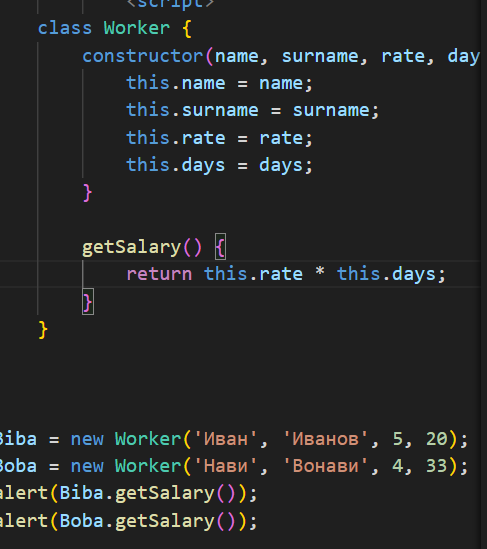 <script>
class Worker {
constructor(name, surname, rate, day
this.name = name;
this.surname = surname;
this.rate = rate;
this.days = days;
}
getSalary() {
return this.rate * this.days;
}
}
Biba = new Worker('Иван', 'Иванов', 5, 20);
Boba = new Worker('Нави', 'Вонави', 4, 33);
alert(Biba.getSalary());
alert(Boba.getSalary());